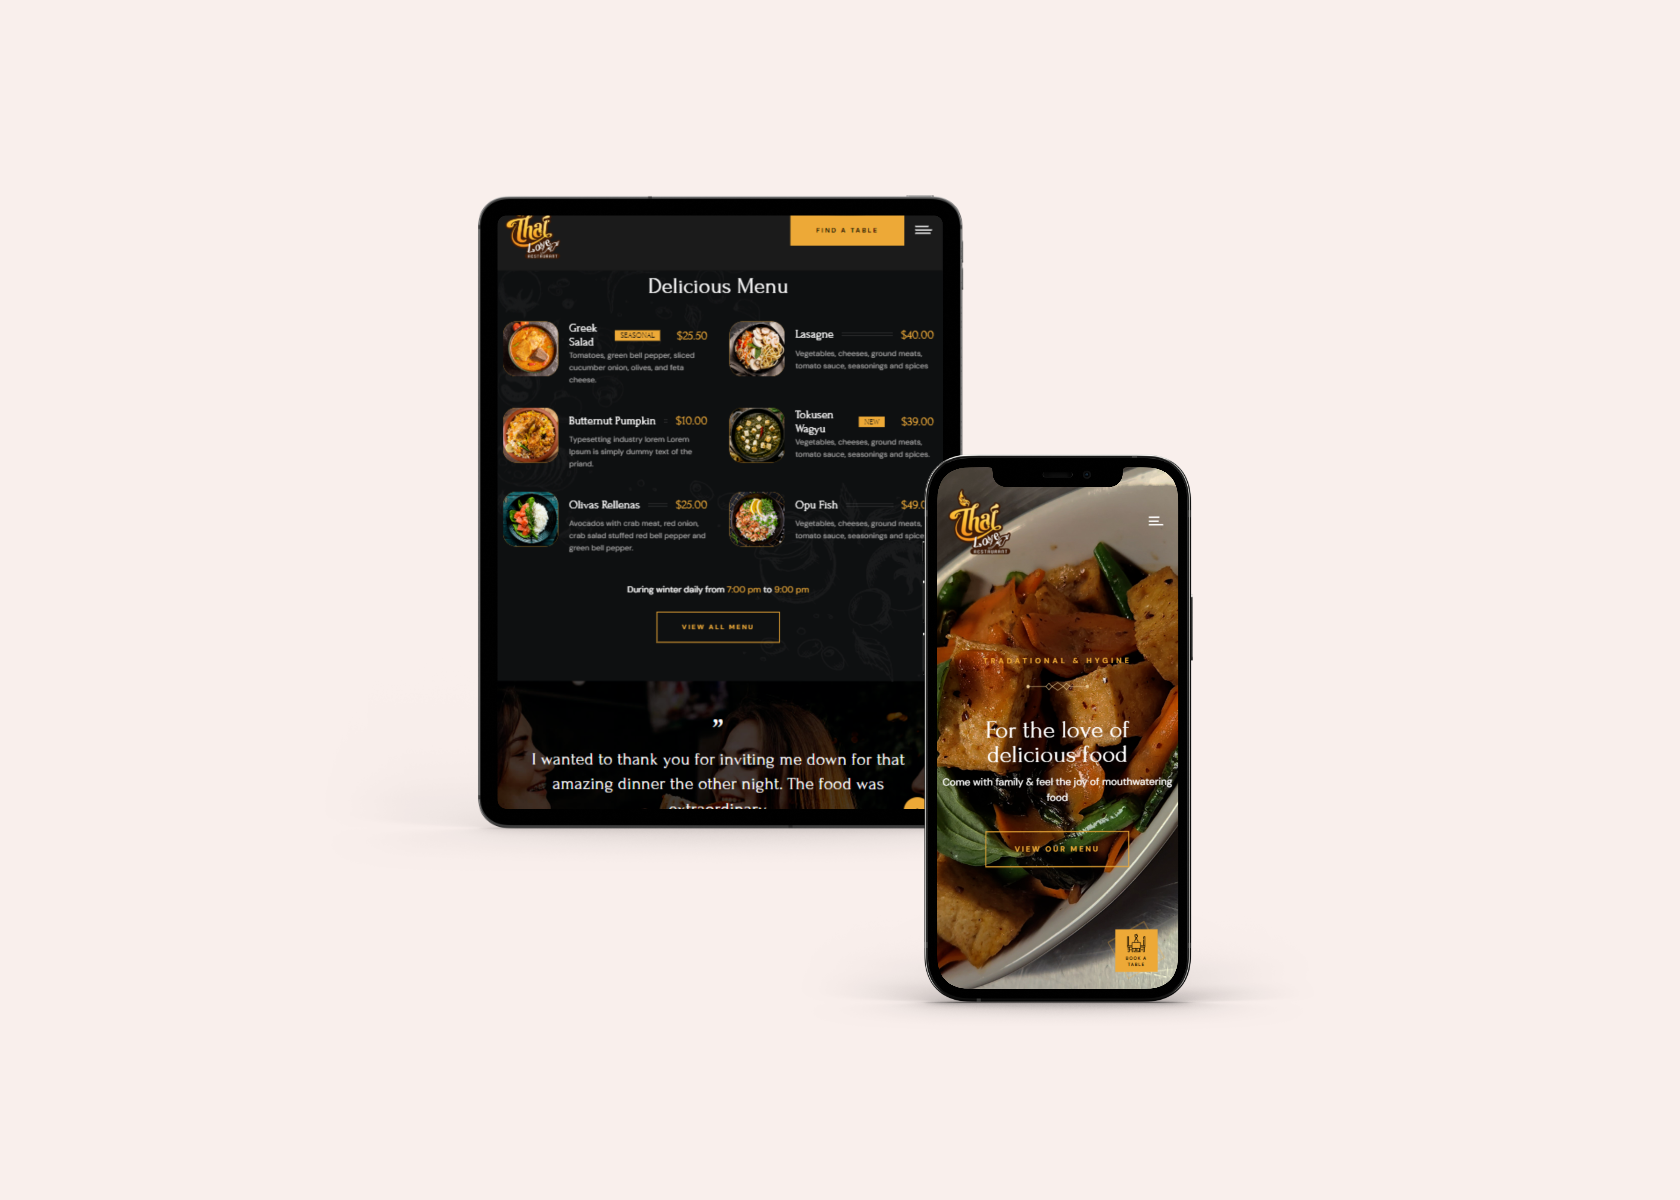 Thai
Love
RESTAURANT
FIND A TABLE
Delicious Menu
Greek
Salad
SEASONAL
$25.50
Tomatoes, green bell pepper, sliced
cucumber onion, olives, and feta
cheese.
Lasagne
$40.00
Vegetables, cheeses, ground meats,
tomato sauce, seasonings and spices
Butternut Pumpkin
$10.00
Typesetting industry lorem Lorem
Ipsum is simply dummy text of the
priand.
Tokusen
Wagyu
NEW
$39.00
Vegetables, cheeses, ground meats,
tomato sauce, seasonings and spices.
Olivas Rellenas
$25.00
Avocados with crab meat, red onion,
crab salad stuffed red bell pepper and
green bell pepper.
Opu Fish
$49.0
Vegetables, cheeses, ground meats,
tomato sauce, seasonings and spice
During winter daily from 7:00 pm to 9:00 pm
VIEW ALL MENU
”
I wanted to thank you for inviting me down for that
amazing dinner the other night. The food was
extraordinary
Thai
Love
RESTAURANT
TRADATIONAL & HYGINE
For the love of
delicious food
Come with family & feel the joy of mouthwatering
food
VIEW OUR MENU
BOOK A
TABLE